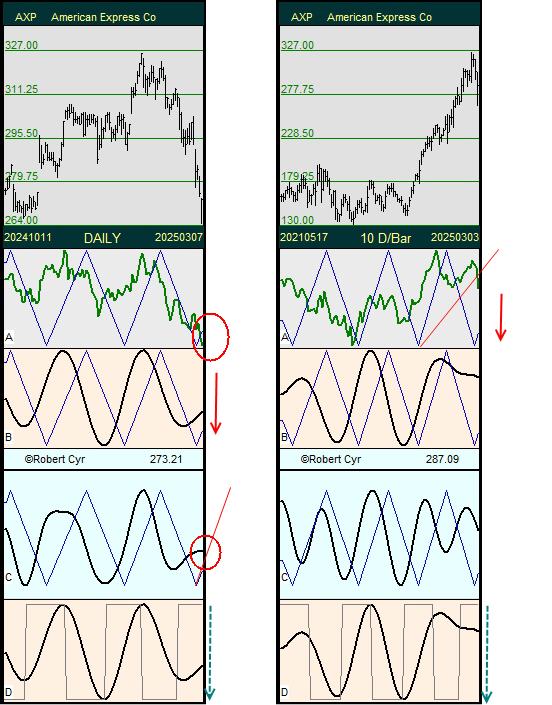 AXP American Express Co
327.00
311.25
295.50
279.75
264.00
20241011 DAILY 20250307
A
B
©Robert Cyr 273.21
C
D
AXP American Express Co
327.00
277.75
228.50
179.25
130.00
20210517 10 D/Bar 20250303
A
B
©Robert Cyr 287.09
C
D